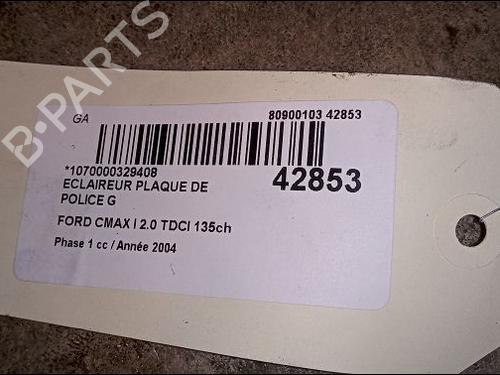 GA
80900103 42853
*1070000329408
42853
ECLAIREUR PLAQUE DE
POLICE G
FORD CMAX I 2.0 TDCI 135ch
Phase 1 cc / Année 2004
B-PARTS